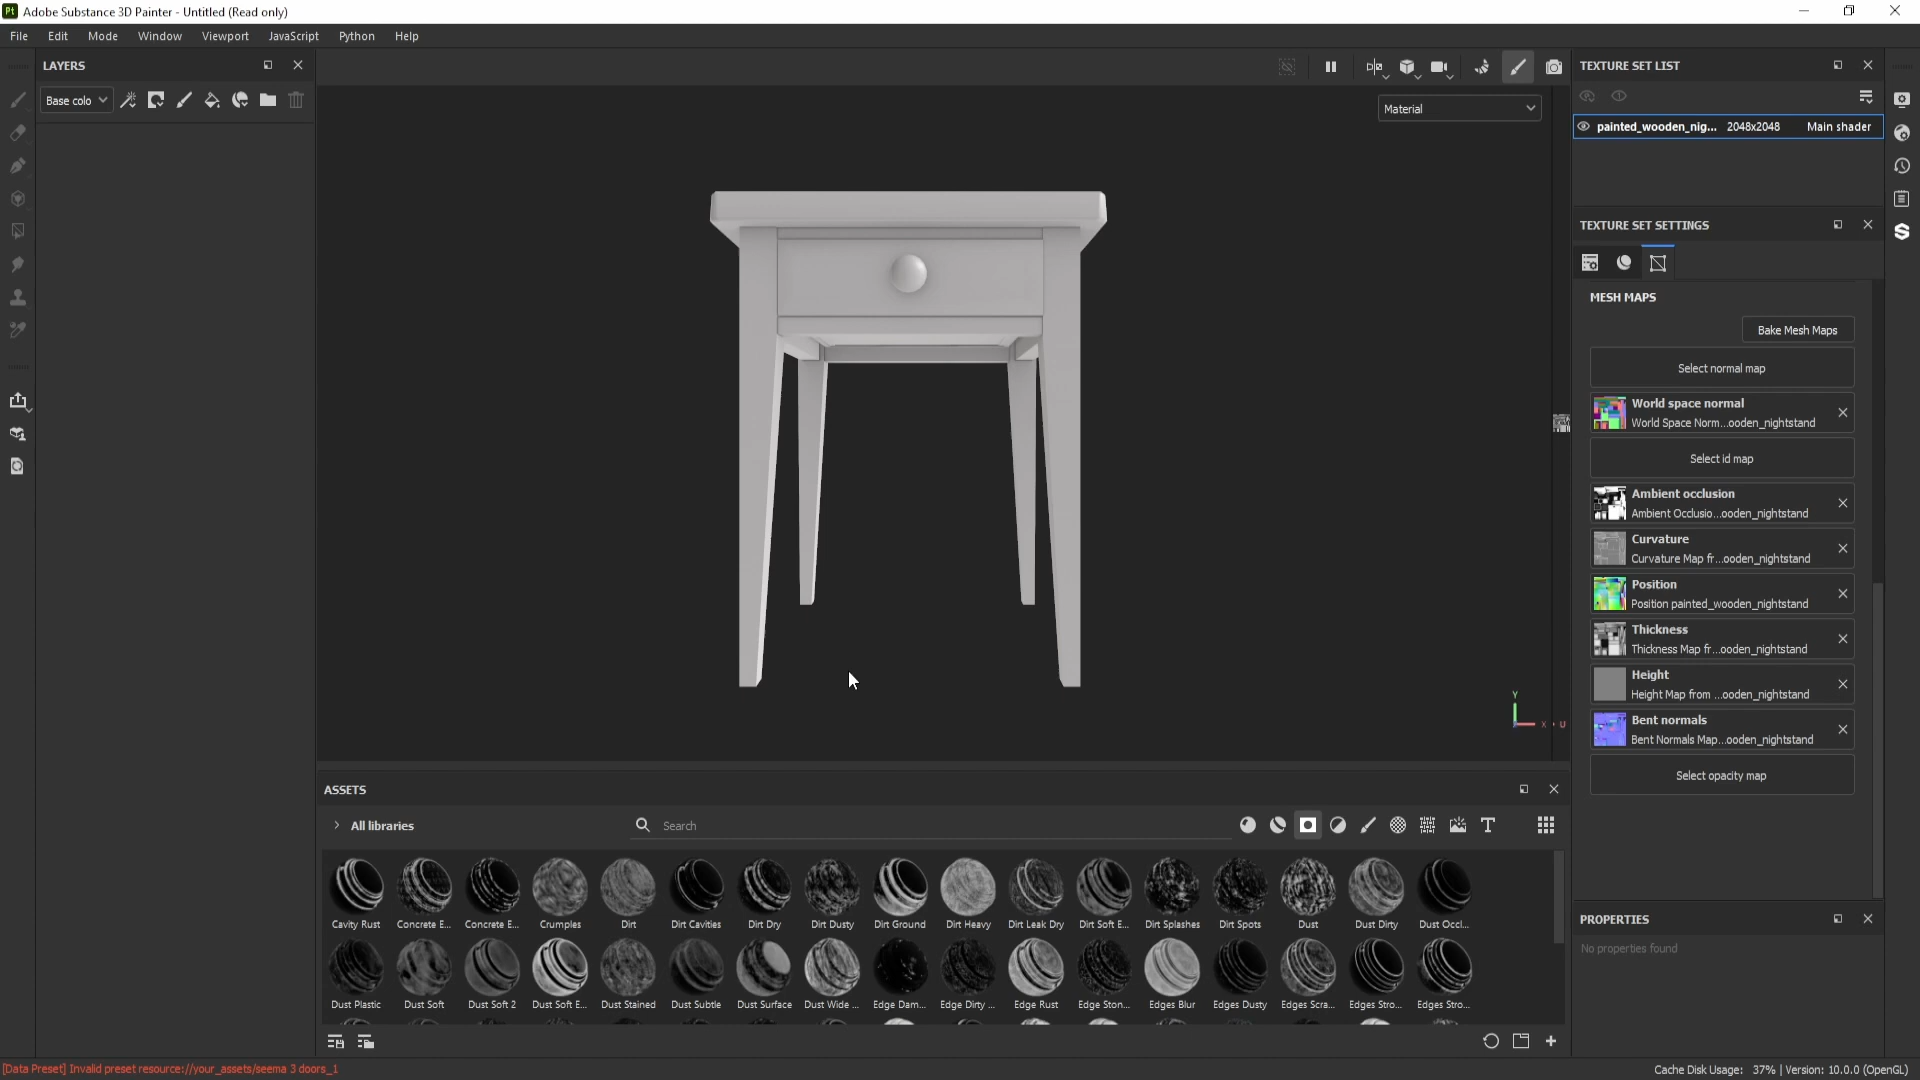 Pt Adobe Substance 3D Painter - Untitled (Read only)
File Edit Mode Window Viewport JavaScript Python Help
LAYERS
Base colo
Material
TEXTURE SET LIST
painted_wooden_nig... 2048x2048 Main shader
TEXTURE SET SETTINGS
MESH MAPS
Bake Mesh Maps
Select normal map
World space normal
World Space Norm...ooden_nightstand
Select id map
Ambient occlusion
Ambient Occlusio...ooden_nightstand
Curvature
Curvature Map fr...ooden_nightstand
Position
Position painted_wooden_nightstand
Thickness
Thickness Map fr...ooden_nightstand
Height
Height Map from ...ooden_nightstand
Bent normals
Bent Normals Map...ooden_nightstand
Select opacity map
Y
X U
ASSETS
All libraries
Search
Cavity Rust Concrete E... Concrete E... Crumples Dirt Dirt Cavities Dirt Dry Dirt Dusty Dirt Ground Dirt Heavy Dirt Leak Dry Dirt Soft E... Dirt Splashes Dirt Spots Dust Dust Dirty Dust Occl...
Dust Plastic Dust Soft Dust Soft 2 Dust Soft E... Dust Stained Dust Subtle Dust Surface Dust Wide ... Edge Dam... Edge Dirty ... Edge Rust Edge Ston... Edges Blur Edges Dusty Edges Scra... Edges Stro... Edges Stro...
PROPERTIES
No properties found
[Data Preset] Invalid preset resource://your_assets/seema 3 doors_1
Cache Disk Usage: 37% | Version: 10.0.0 (OpenGL)